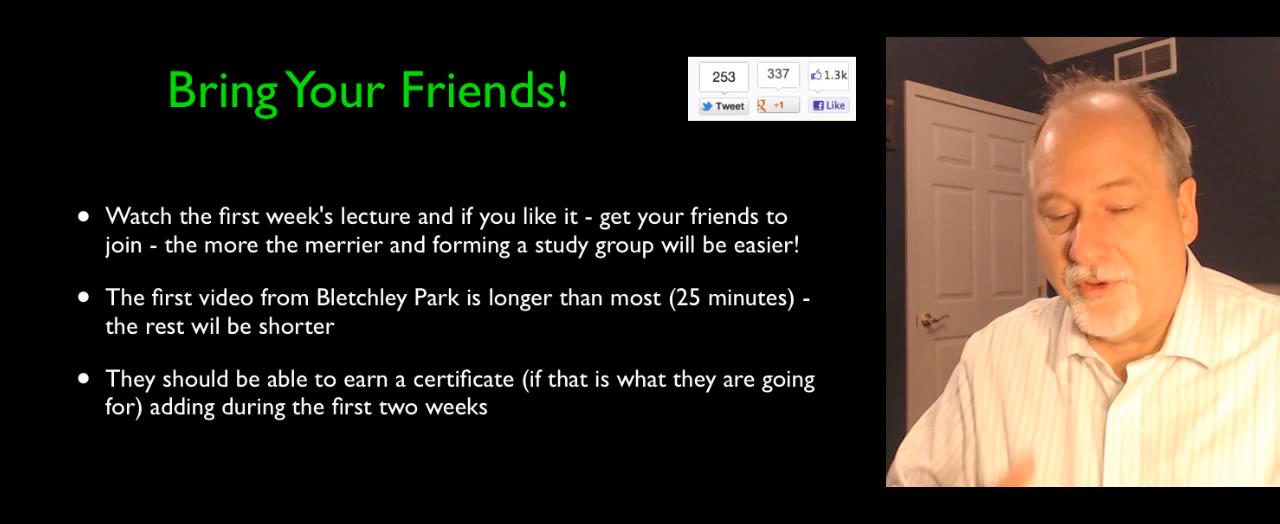 Bring Your Friends!
253 337 1.3k
Tweet +1 Like
• Watch the first week's lecture and if you like it - get your friends to
join - the more the merrier and forming a study group will be easier!
• The first video from Bletchley Park is longer than most (25 minutes) -
the rest wil be shorter
• They should be able to earn a certificate (if that is what they are going
for) adding during the first two weeks